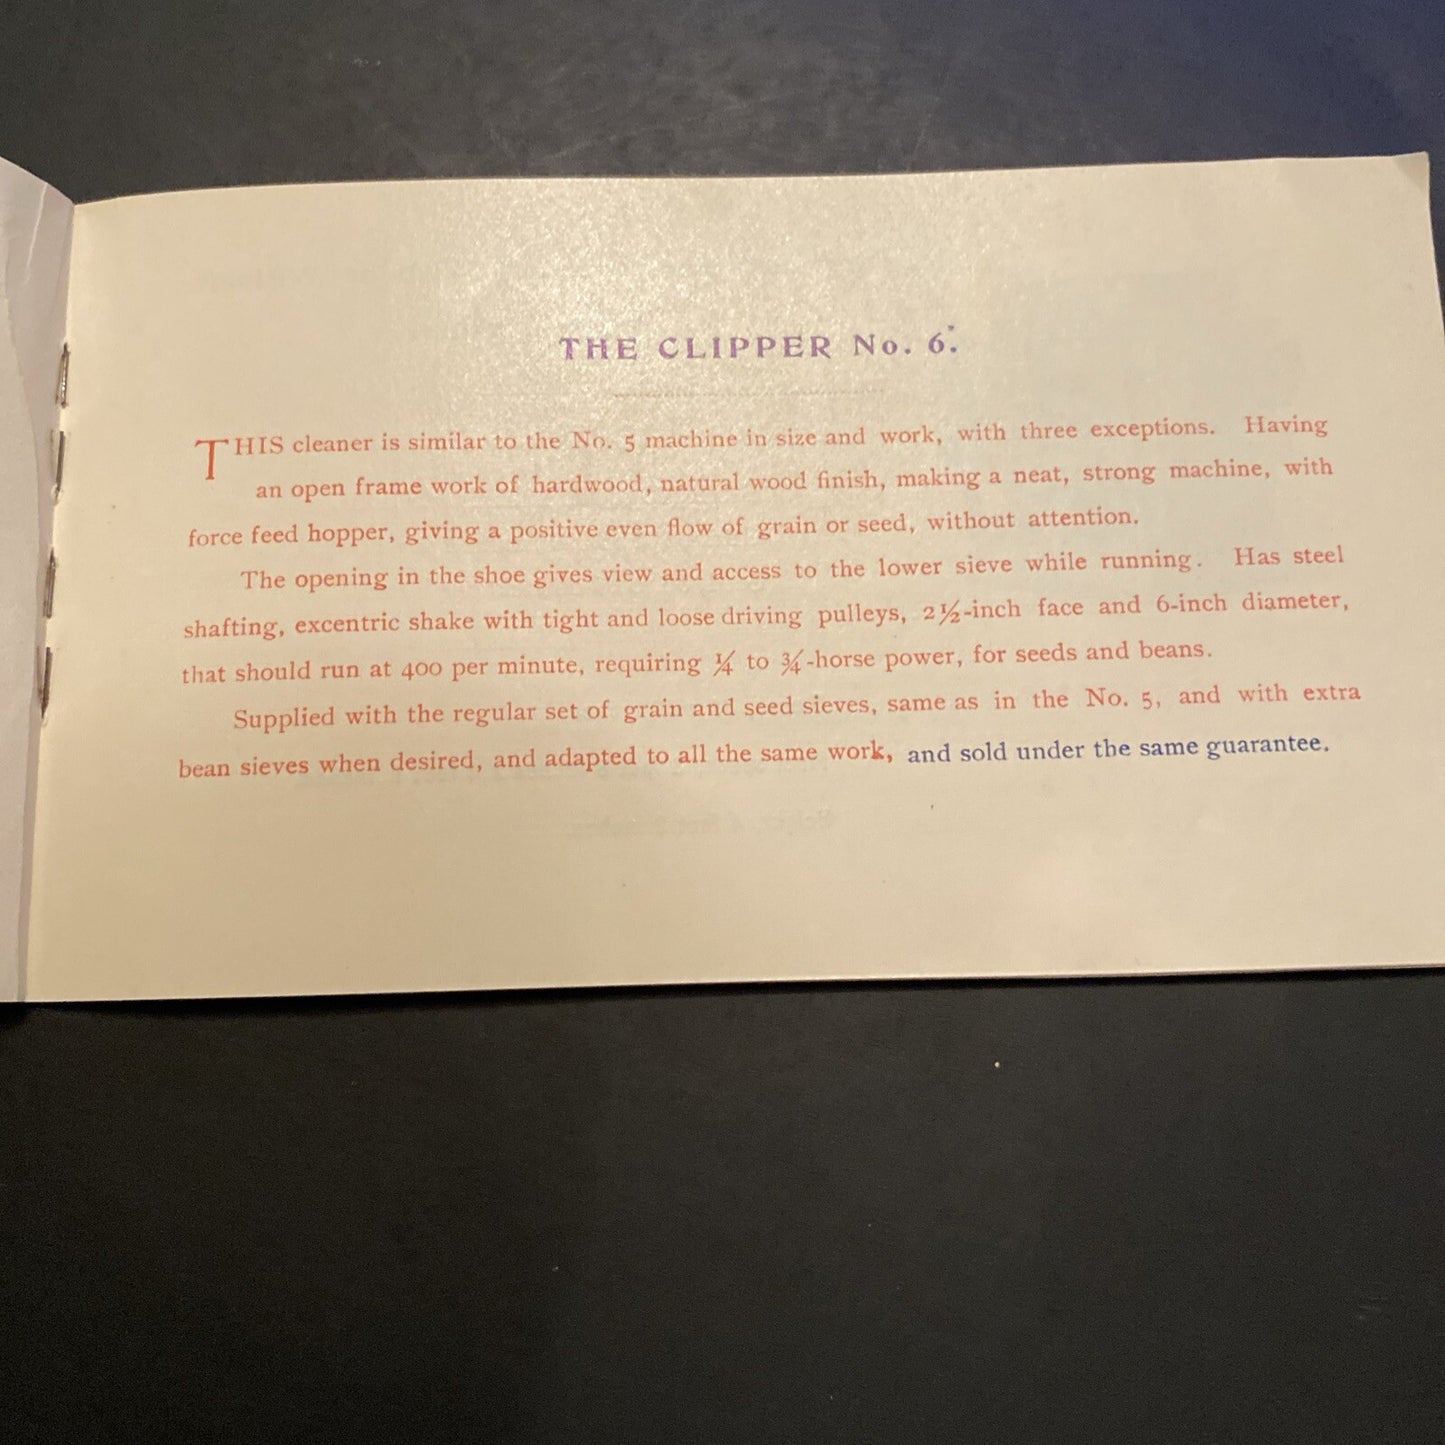 THE CLIPPER No. 6.
THIS cleaner is similar to the No. 5 machine in size and work, with three exceptions. Having
an open frame work of hardwood, natural wood finish, making a neat, strong machine, with
force feed hopper, giving a positive even flow of grain or seed, without attention.
The opening in the shoe gives view and access to the lower sieve while running. Has steel
shafting, excentric shake with tight and loose driving pulleys, 2½-inch face and 6-inch diameter,
that should run at 400 per minute, requiring ¼ to ¾-horse power, for seeds and beans.
Supplied with the regular set of grain and seed sieves, same as in the No. 5, and with extra
bean sieves when desired, and adapted to all the same work, and sold under the same guarantee.